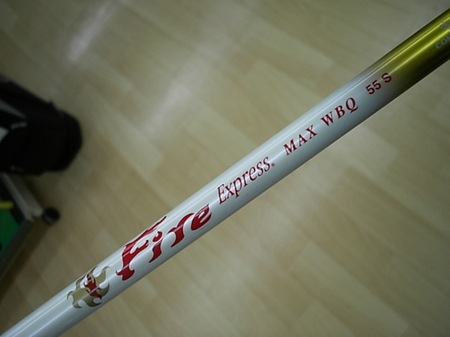 Fire Express. MAX WBQ 55 S